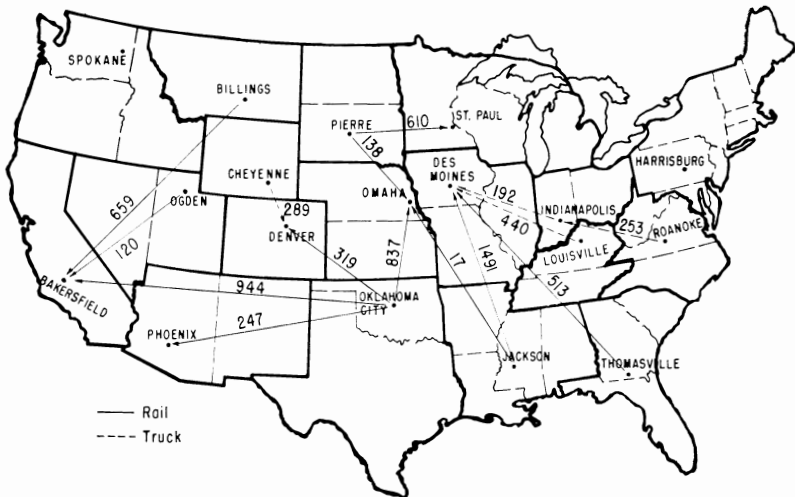 SPOKANE
BILLINGS
PIERRE
610
ST. PAUL
138
CHEYENNE
DES
MOINES
HARRISBURG
OMAHA
192
659
OGDEN
INDIANAPOLIS
289
440
253
ROANOKE
120
DENVER
LOUISVILLE
319
837
17
1491
944
BAKERSFIELD
OKLAHOMA
CITY
513
247
PHOENIX
JACKSON
THOMASVILLE
Rail
Truck